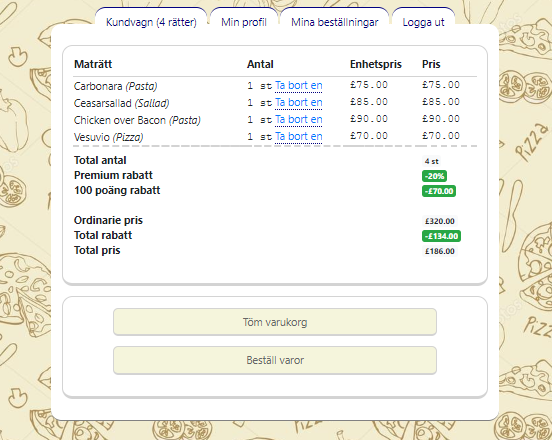 Kundvagn (4 rätter) Min profil Mina beställningar Logga ut
Maträtt Antal Enhetspris Pris
Carbonara (Pasta) 1 st Ta bort en £75.00 £75.00
Ceasarsallad (Sallad) 1 st Ta bort en £85.00 £85.00
Chicken over Bacon (Pasta) 1 st Ta bort en £90.00 £90.00
Vesuvio (Pizza) 1 st Ta bort en £70.00 £70.00
Total antal 4 st
Premium rabatt -20%
100 poäng rabatt -£70.00
Ordinarie pris £320.00
Total rabatt -£134.00
Total pris £186.00
Töm varukorg
Beställ varor
Pizza
Pizza